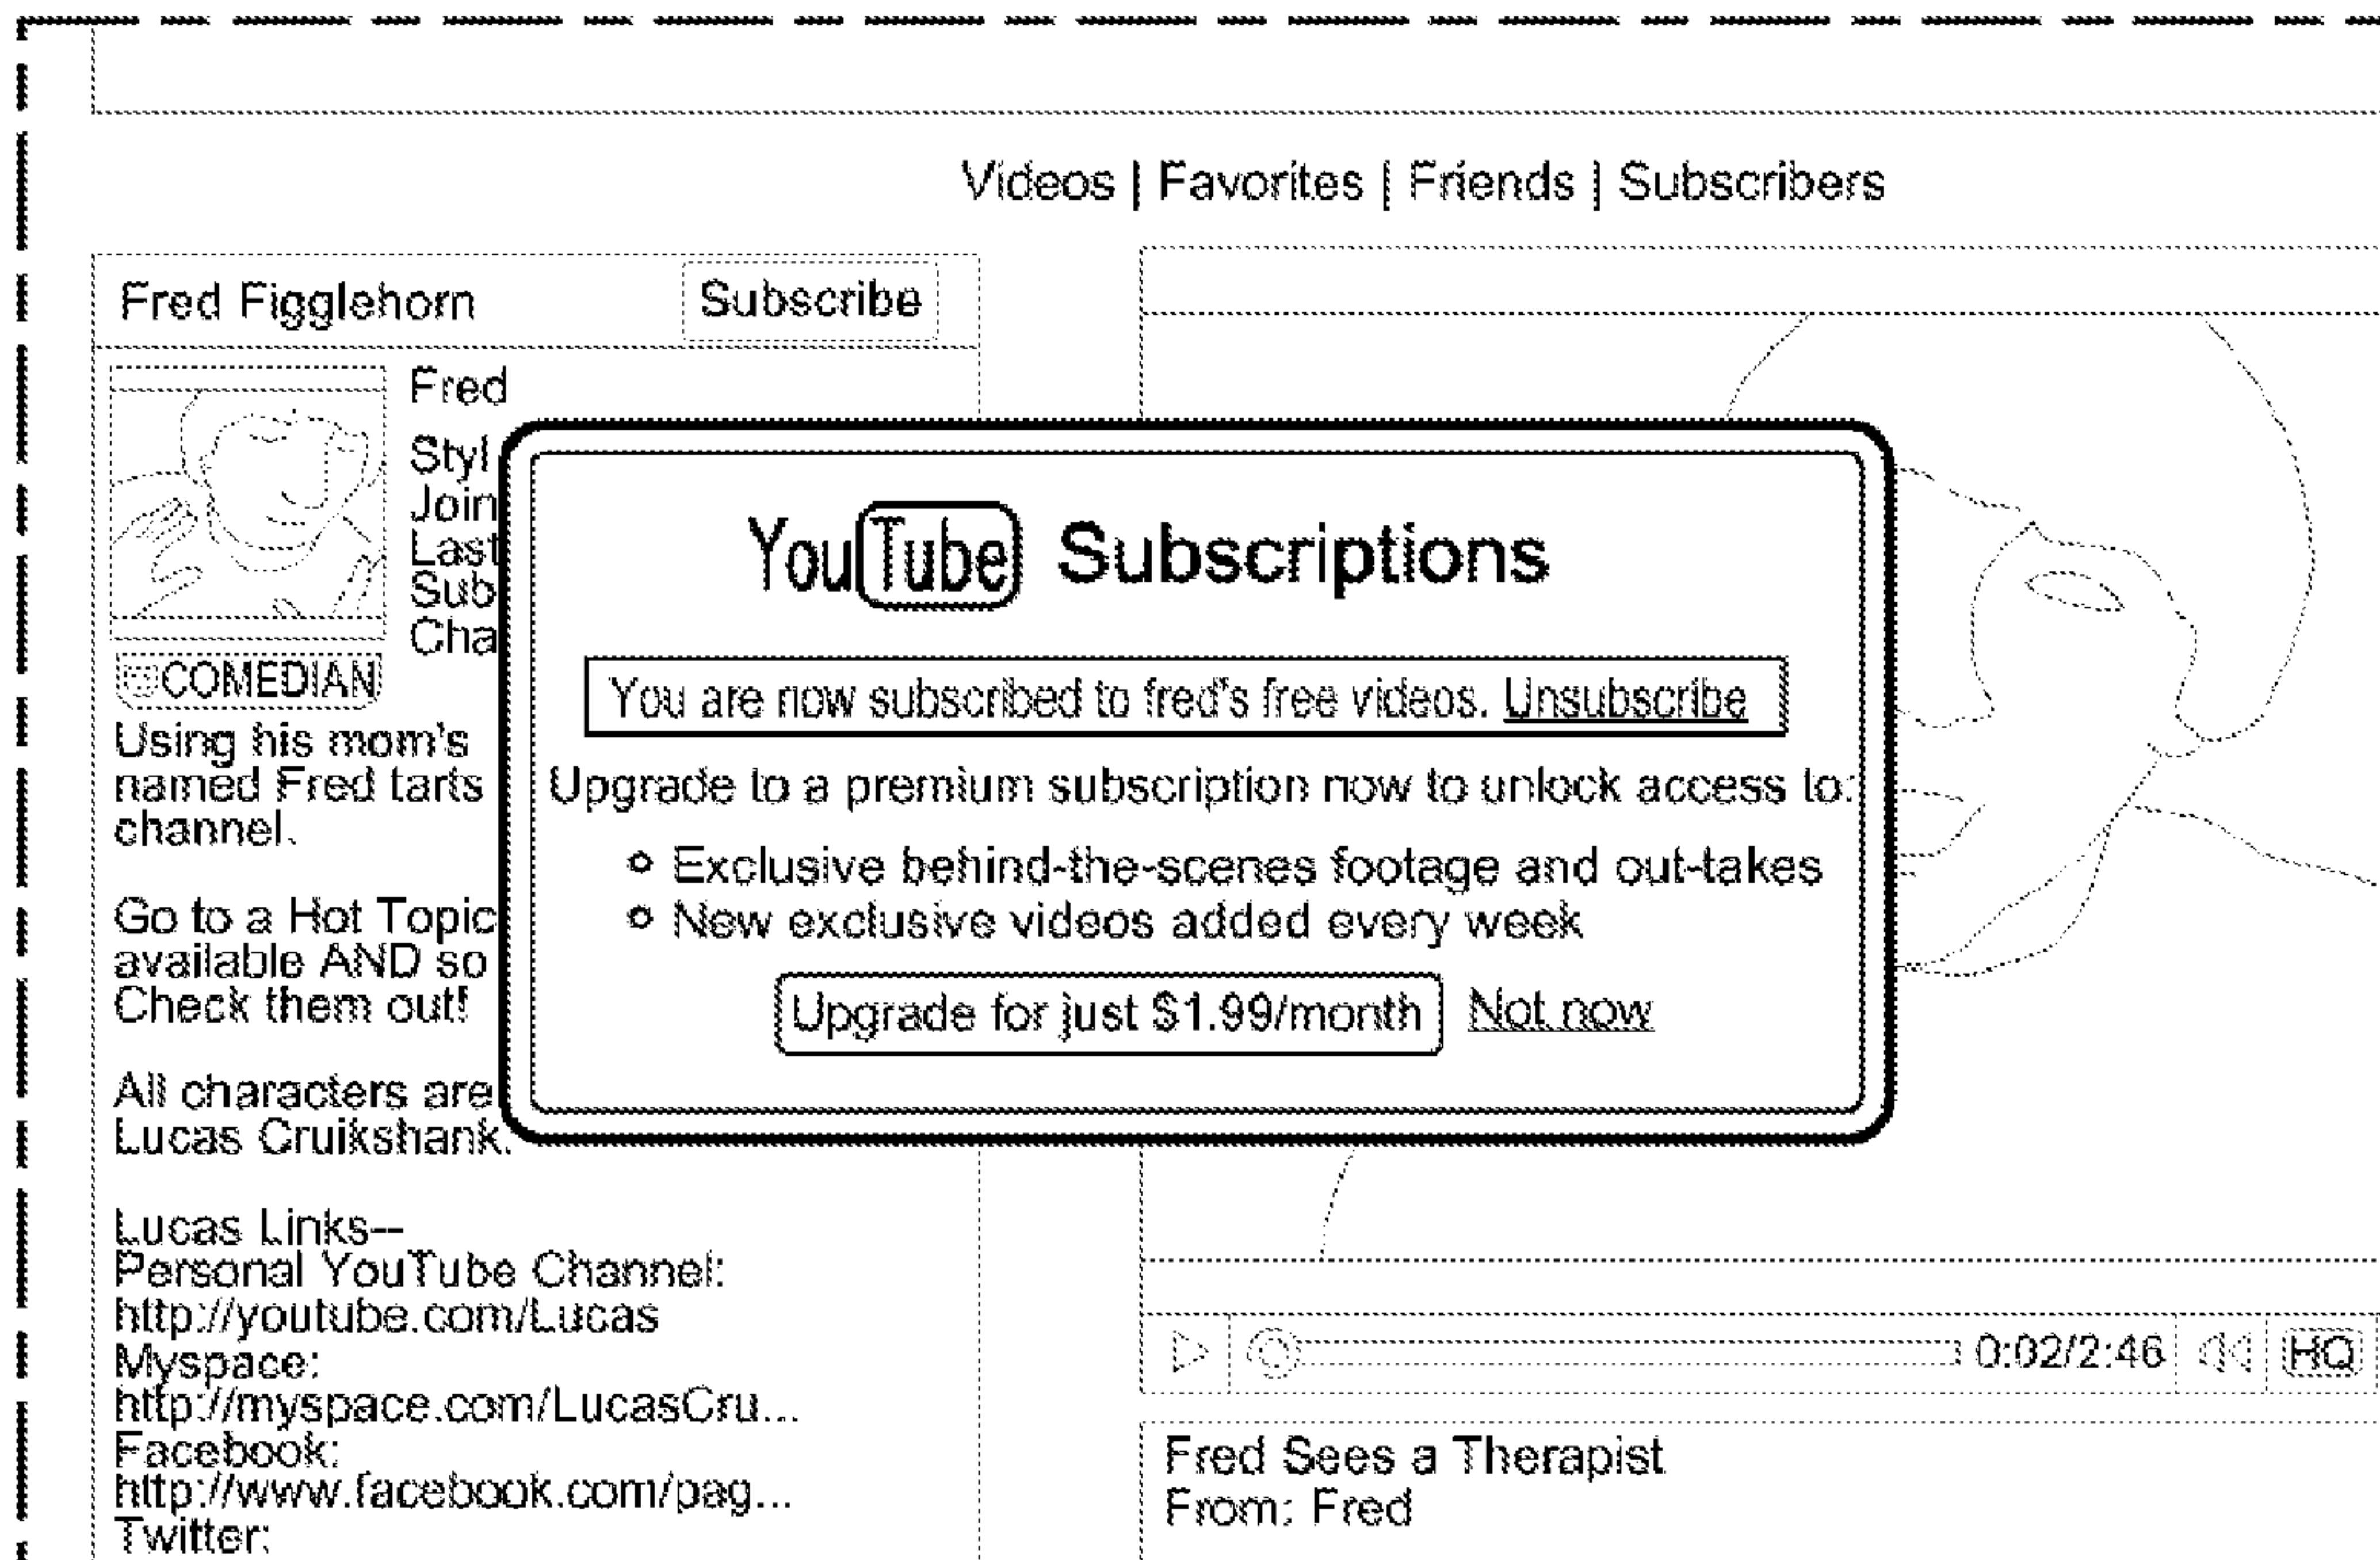 Videos | Favorites | Friends | Subscribers
Fred Figglehorn
Subscribe
Fred
Styl
Join
Last
Sub
Cha
COMEDIAN
Using his mom's
named Fred tarts
channel.
Go to a Hot Topic
available AND so
Check them out!
All characters are
Lucas Cruikshank.
Lucas Links--
Personal YouTube Channel:
http://youtube.com/Lucas
Myspace:
http://myspace.com/LucasCru...
Facebook:
http://www.facebook.com/pag...
Twitter:
YouTube Subscriptions
You are now subscribed to fred's free videos. Unsubscribe
Upgrade to a premium subscription now to unlock access to:
Exclusive behind-the-scenes footage and out-takes
New exclusive videos added every week
Upgrade for just $1.99/month Not now
0:02/2:46 HQ
Fred Sees a Therapist
From: Fred